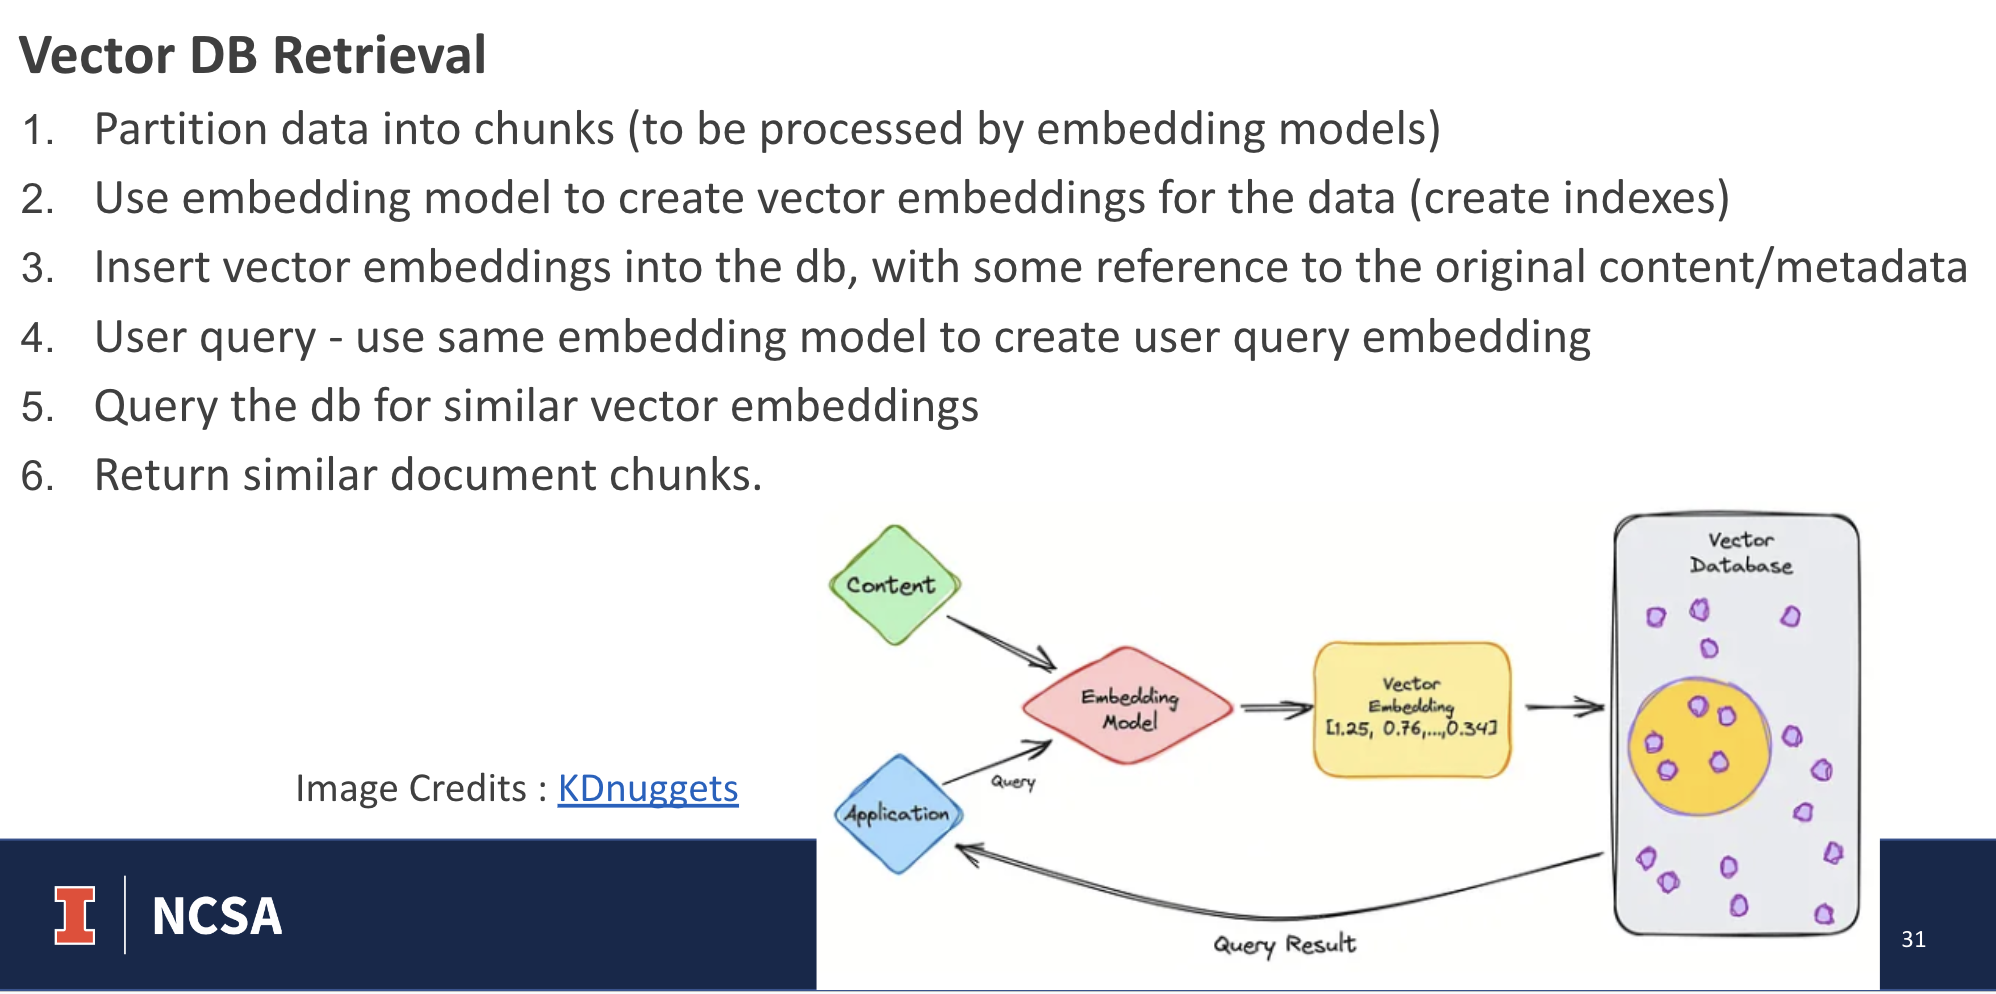 Vector DB Retrieval
1. Partition data into chunks (to be processed by embedding models)
2. Use embedding model to create vector embeddings for the data (create indexes)
3. Insert vector embeddings into the db, with some reference to the original content/metadata
4. User query - use same embedding model to create user query embedding
5. Query the db for similar vector embeddings
6. Return similar document chunks.
Content
Embedding
Model
Vector
Embedding
[1.25, 0.76,...,0.34]
Vector
Database
Application
Query
Query Result
Image Credits : KDnuggets
I
NCSA
31